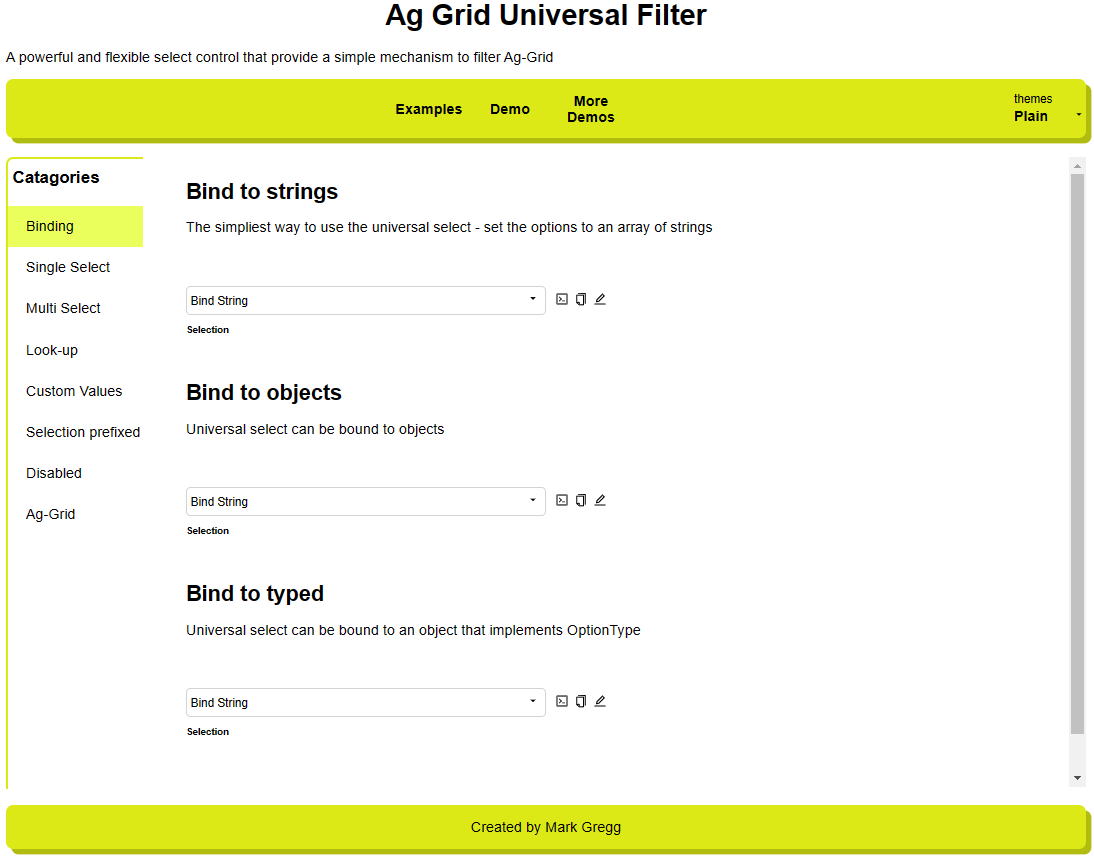 Ag Grid Universal Filter
A powerful and flexible select control that provide a simple mechanism to filter Ag-Grid
Examples
Demo
More
Demos
themes
Plain
Catagories
Binding
Single Select
Multi Select
Look-up
Custom Values
Selection prefixed
Disabled
Ag-Grid
Bind to strings
The simpliest way to use the universal select - set the options to an array of strings
Bind String
Selection
Bind to objects
Universal select can be bound to objects
Bind String
Selection
Bind to typed
Universal select can be bound to an object that implements OptionType
Bind String
Selection
Created by Mark Gregg